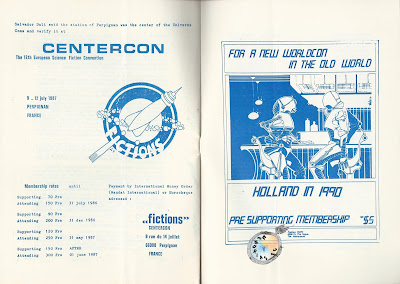 Salvador Dali said the station of Perpignan was the center of the Universe
Come and verify it at
CENTERCON
The 12th European Science Fiction Convention
9 - 12 july 1987
PERPIGNAN
FRANCE
FICTIONS
Membership rates
until
Supporting 70 Frs
Attending 150 Frs 31 july 1986
Supporting 90 Frs
Attending 200 Frs 31 dec 1986
Supporting 120 Frs
Attending 250 Frs 31 may 1987
Supporting 150 Frs AFTER
Attending 300 Frs 01 june 1987
Payment by International Money Order
(Mandat International) or Eurocheque
adressed :
«fictions»
CENTERCON
8 rue du 14 juillet
66000 Perpignan
FRANCE
FOR A NEW WORLDCON
IN THE OLD WORLD
HOLLAND IN 1990
PRE SUPPORTING MEMBERSHIP $5